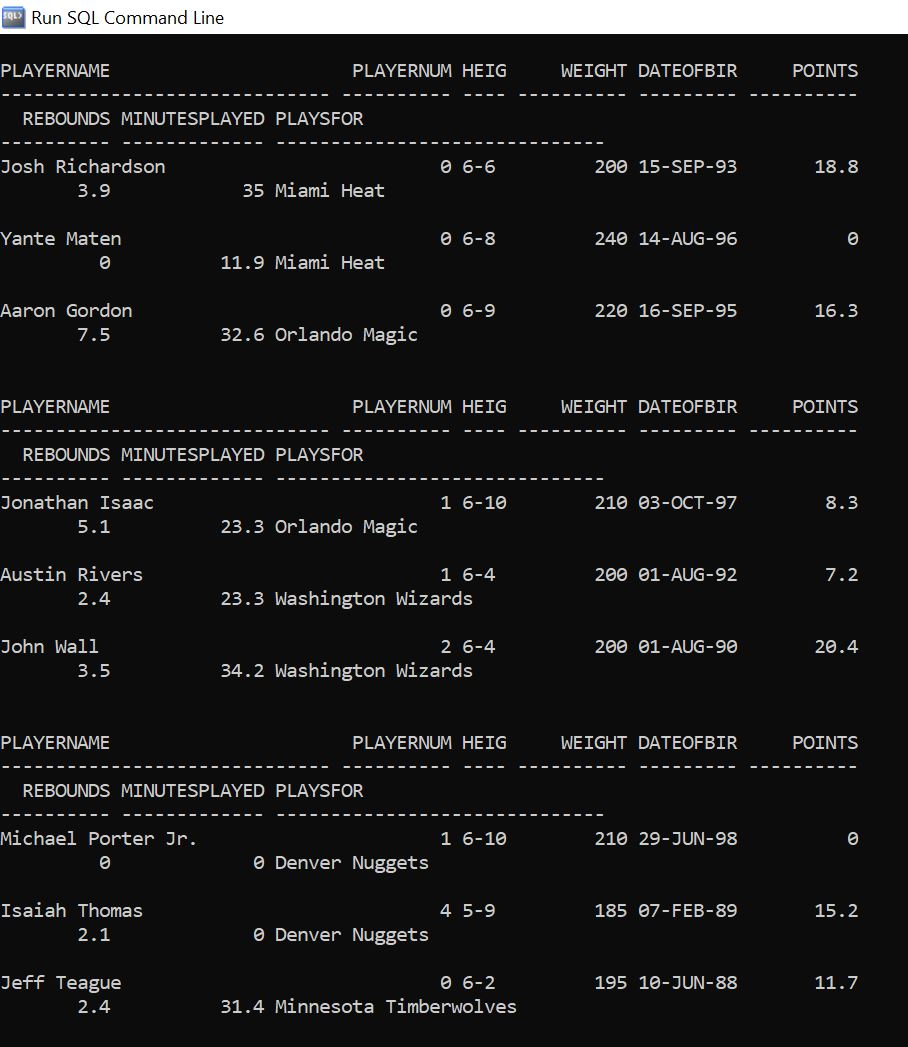 SQL> Run SQL Command Line
PLAYERNAME                      PLAYERNUM HEIG     WEIGHT DATEOFBIR     POINTS
------------------------------ ---------- ---- ---------- --------- ----------
  REBOUNDS MINUTESPLAYED PLAYSFOR
---------- ------------- ------------------------------
Josh Richardson                         0 6-6         200 15-SEP-93       18.8
       3.9            35 Miami Heat
Yante Maten                             0 6-8         240 14-AUG-96          0
         0          11.9 Miami Heat
Aaron Gordon                            0 6-9         220 16-SEP-95       16.3
       7.5          32.6 Orlando Magic
PLAYERNAME                      PLAYERNUM HEIG     WEIGHT DATEOFBIR     POINTS
------------------------------ ---------- ---- ---------- --------- ----------
  REBOUNDS MINUTESPLAYED PLAYSFOR
---------- ------------- ------------------------------
Jonathan Isaac                          1 6-10        210 03-OCT-97        8.3
       5.1          23.3 Orlando Magic
Austin Rivers                           1 6-4         200 01-AUG-92        7.2
       2.4          23.3 Washington Wizards
John Wall                               2 6-4         200 01-AUG-90       20.4
       3.5          34.2 Washington Wizards
PLAYERNAME                      PLAYERNUM HEIG     WEIGHT DATEOFBIR     POINTS
------------------------------ ---------- ---- ---------- --------- ----------
  REBOUNDS MINUTESPLAYED PLAYSFOR
---------- ------------- ------------------------------
Michael Porter Jr.                      1 6-10        210 29-JUN-98          0
         0             0 Denver Nuggets
Isaiah Thomas                           4 5-9         185 07-FEB-89       15.2
       2.1             0 Denver Nuggets
Jeff Teague                             0 6-2         195 10-JUN-88       11.7
       2.4          31.4 Minnesota Timberwolves